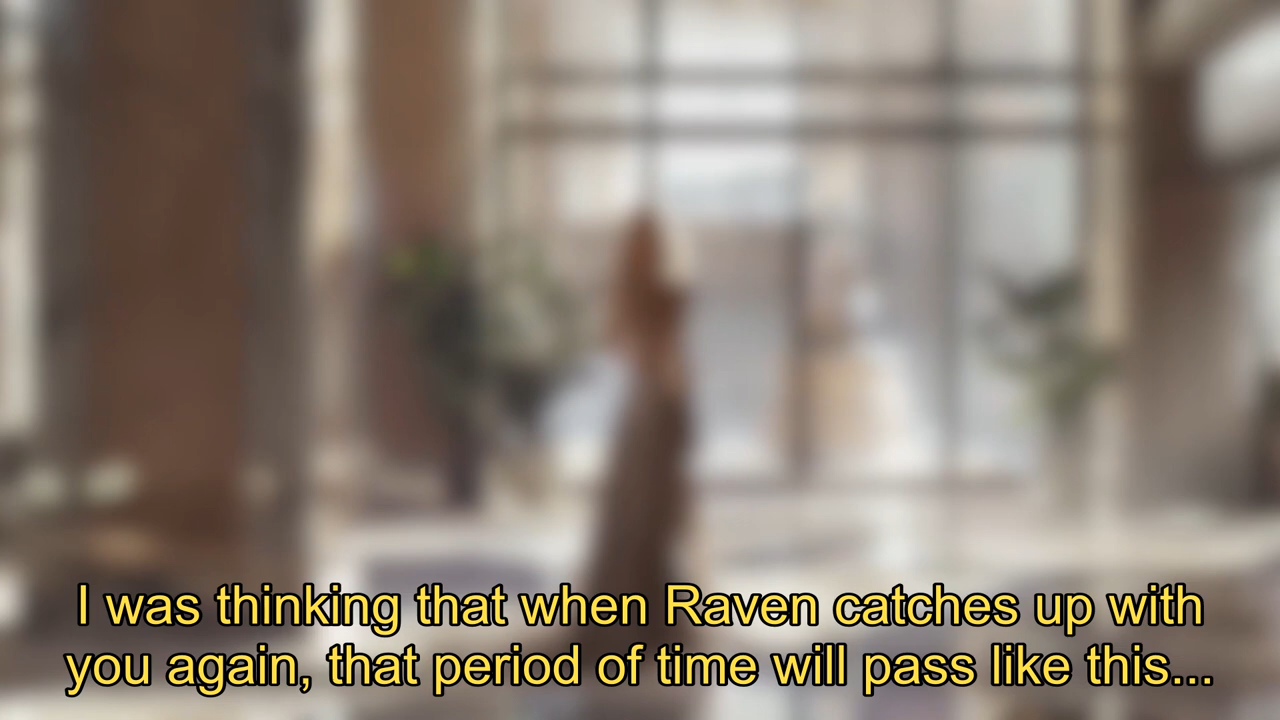 I was thinking that when Raven catches up with
you again, that period of time will pass like this...